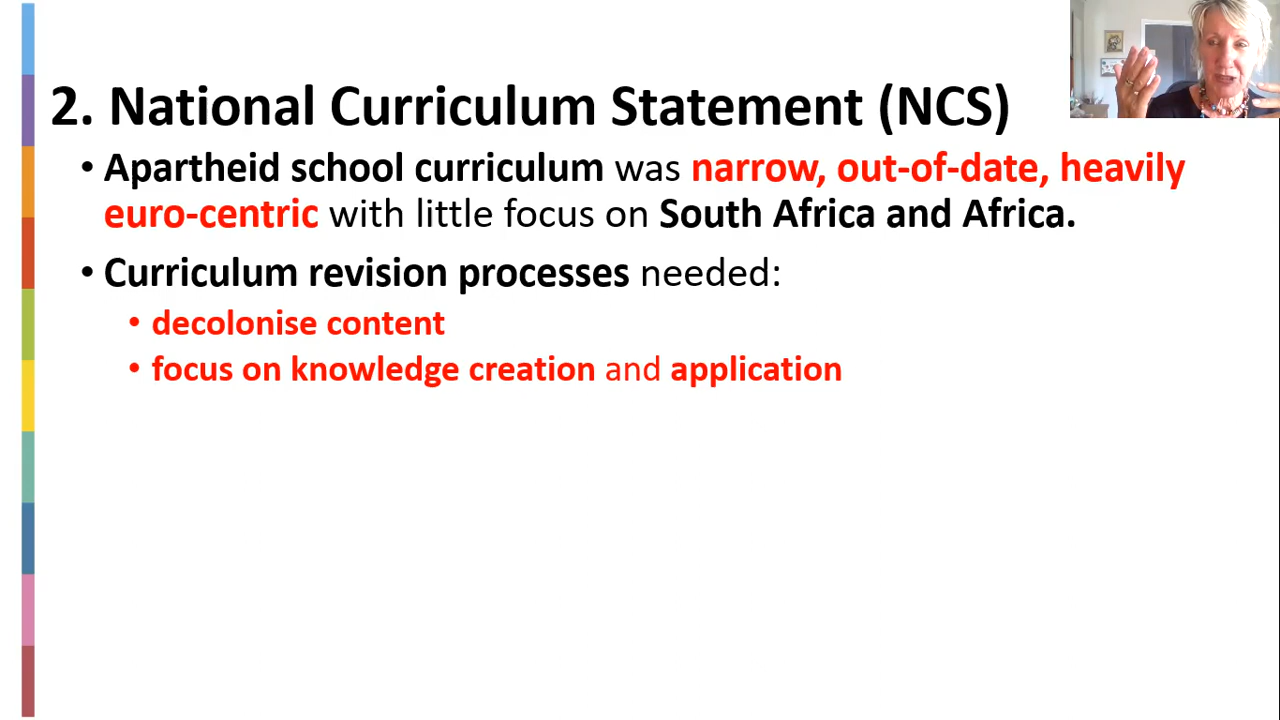 2. National Curriculum Statement (NCS)
• Apartheid school curriculum was narrow, out-of-date, heavily
euro-centric with little focus on South Africa and Africa.
• Curriculum revision processes needed:
• decolonise content
• focus on knowledge creation and application